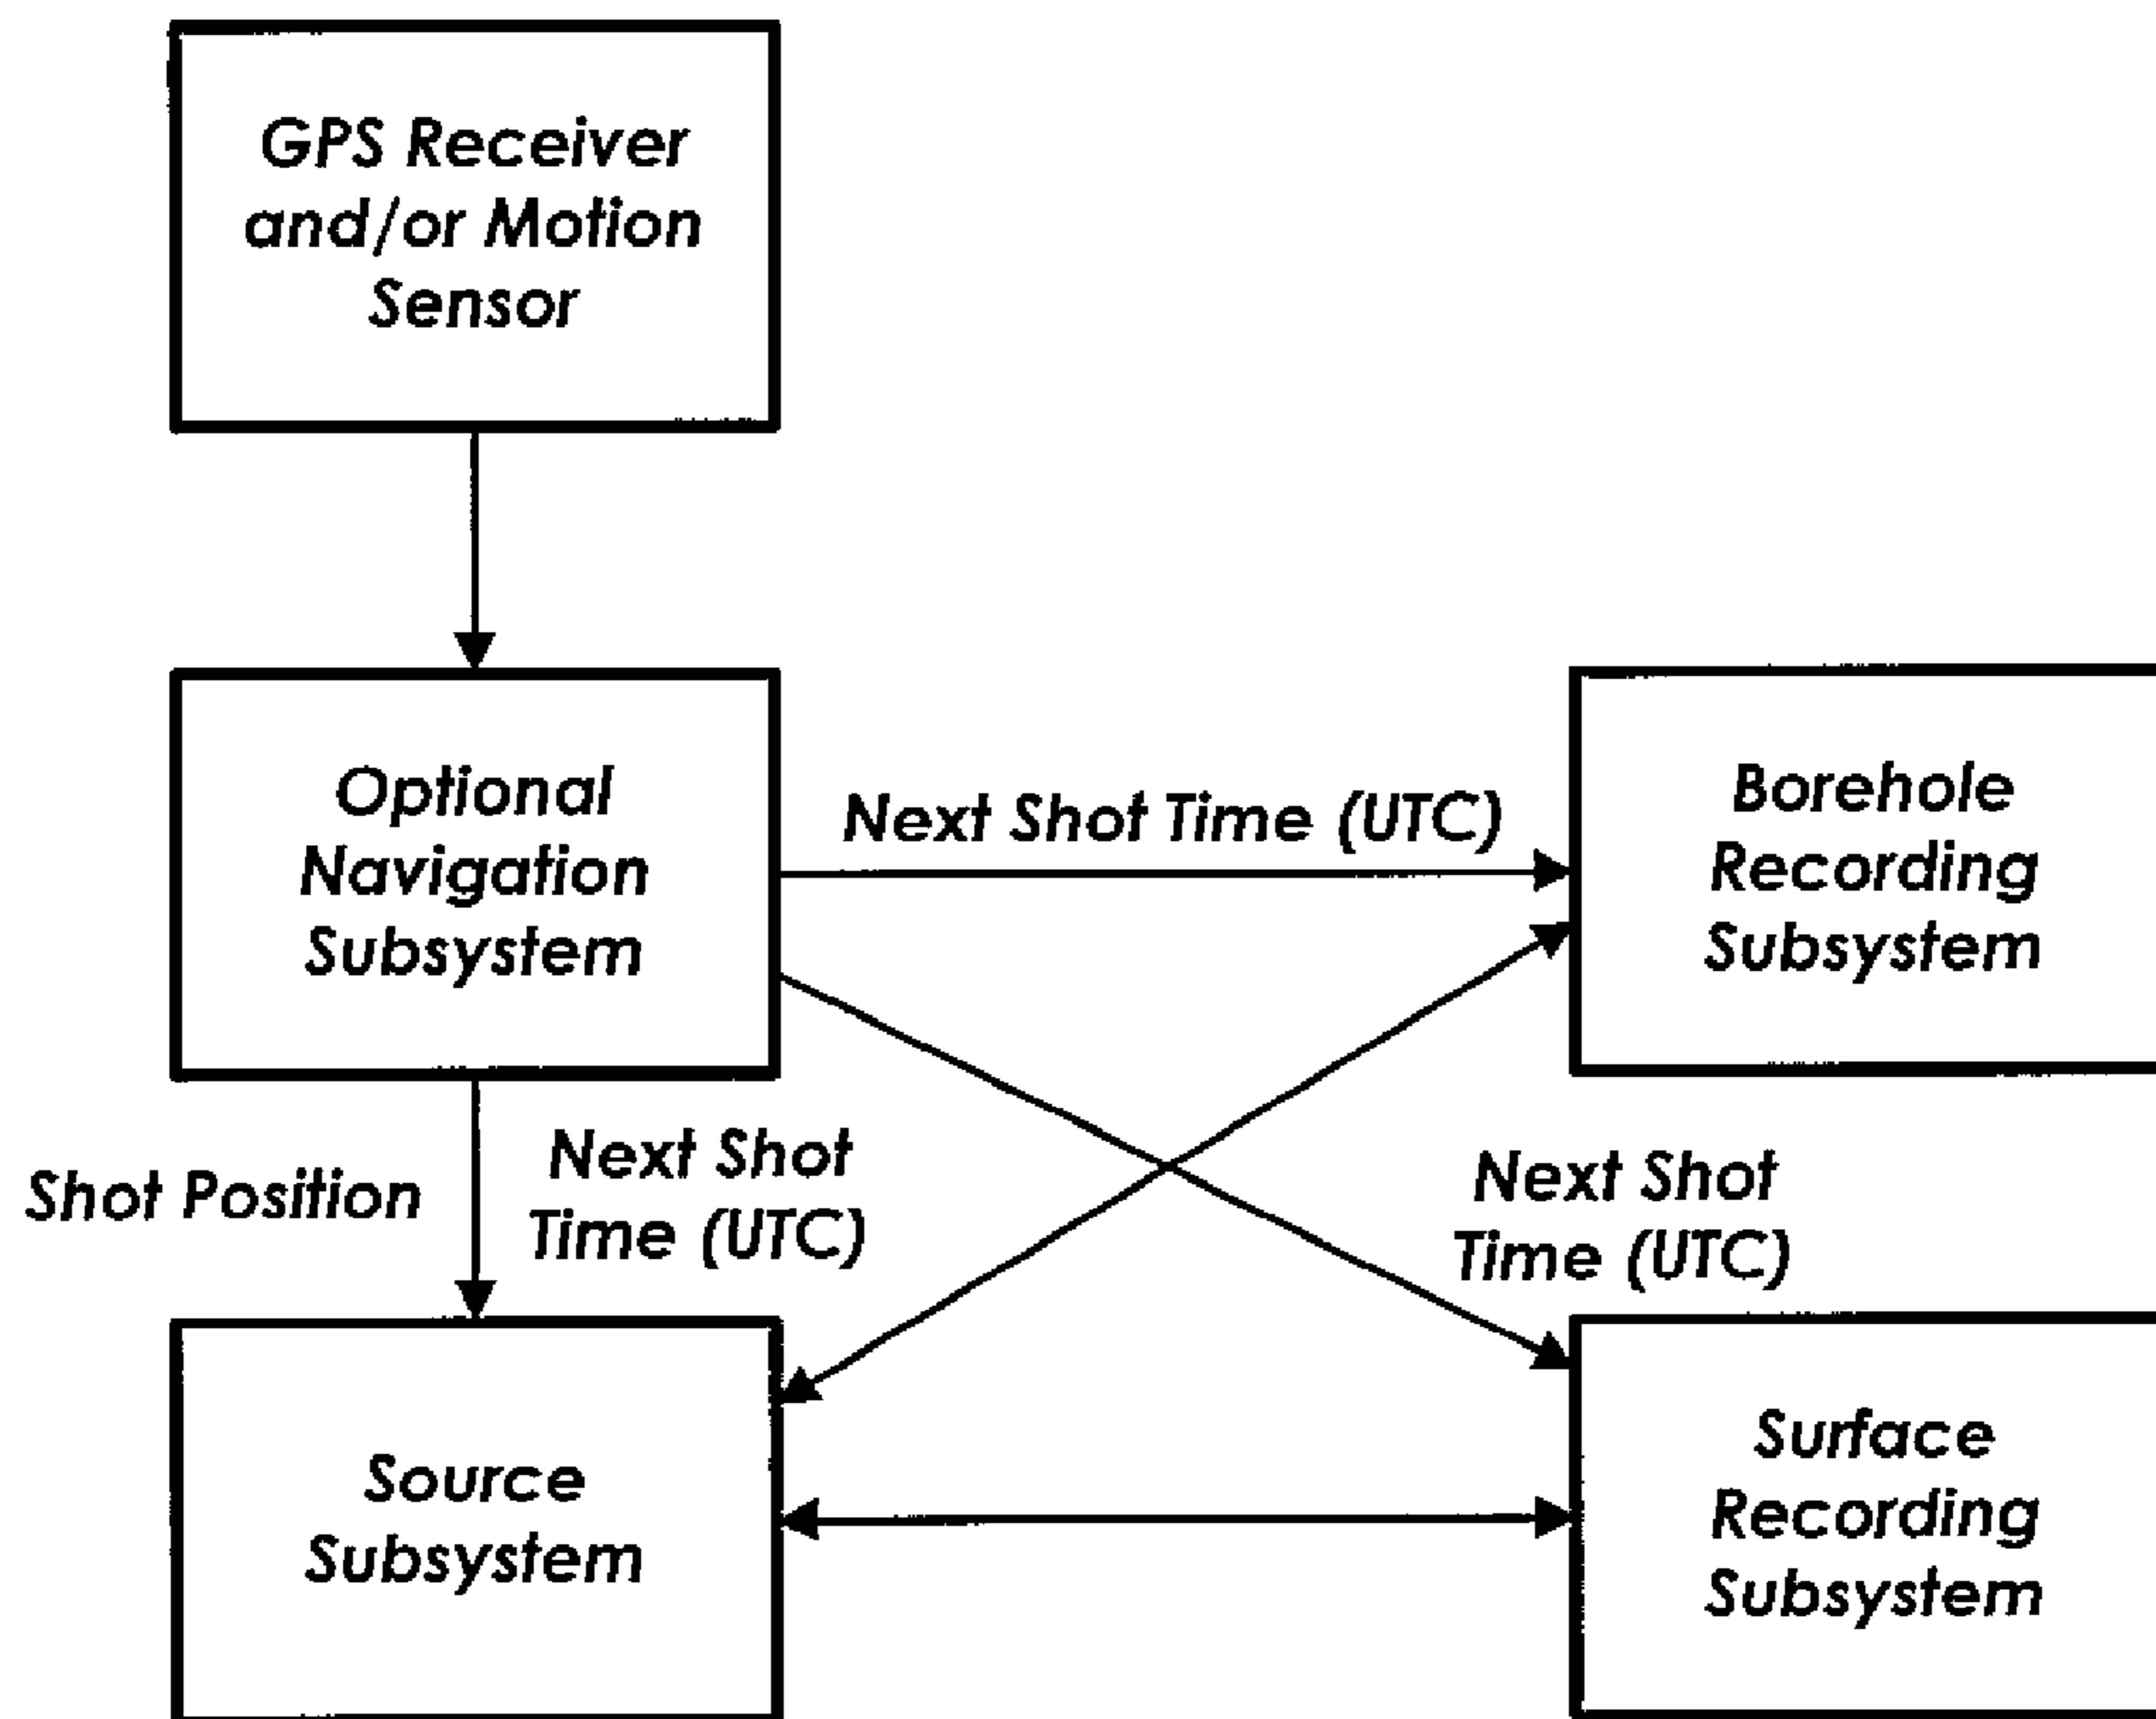 GPS Receiver
and/or Motion
Sensor
Optional
Navigation
Subsystem
Next Shot Time (UTC)
Borehole
Recording
Subsystem
Shot Position
Next Shot
Time (UTC)
Next Shot
Time (UTC)
Source
Subsystem
Surface
Recording
Subsystem